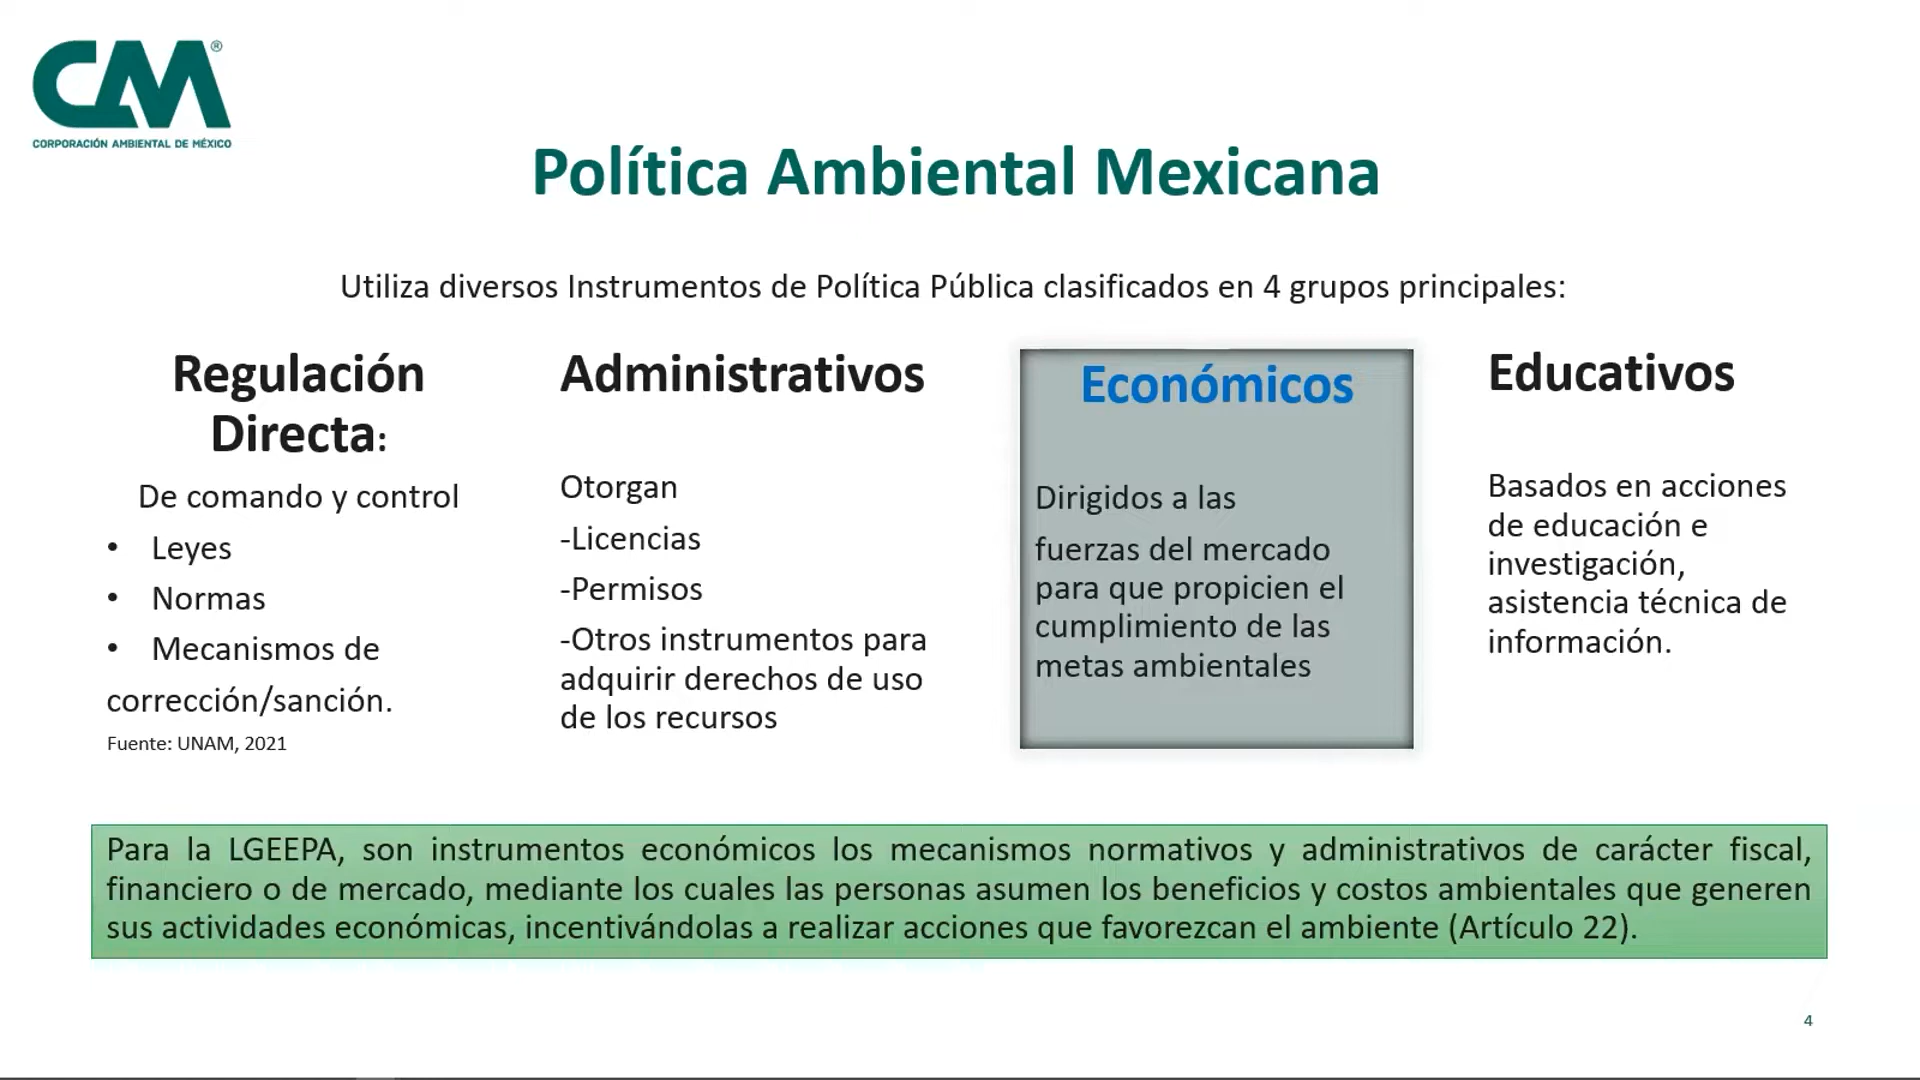 CM®
CORPORACIÓN AMBIENTAL DE MÉXICO
Política Ambiental Mexicana
Utiliza diversos Instrumentos de Política Pública clasificados en 4 grupos principales:
Regulación
Directa:
De comando y control
• Leyes
• Normas
• Mecanismos de
corrección/sanción.
Fuente: UNAM, 2021
Administrativos
Otorgan
-Licencias
-Permisos
-Otros instrumentos para
adquirir derechos de uso
de los recursos
Económicos
Dirigidos a las
fuerzas del mercado
para que propicien el
cumplimiento de las
metas ambientales
Educativos
Basados en acciones
de educación e
investigación,
asistencia técnica de
información.
Para la LGEEPA, son instrumentos económicos los mecanismos normativos y administrativos de carácter fiscal,
financiero o de mercado, mediante los cuales las personas asumen los beneficios y costos ambientales que generen
sus actividades económicas, incentivándolas a realizar acciones que favorezcan el ambiente (Artículo 22).
4